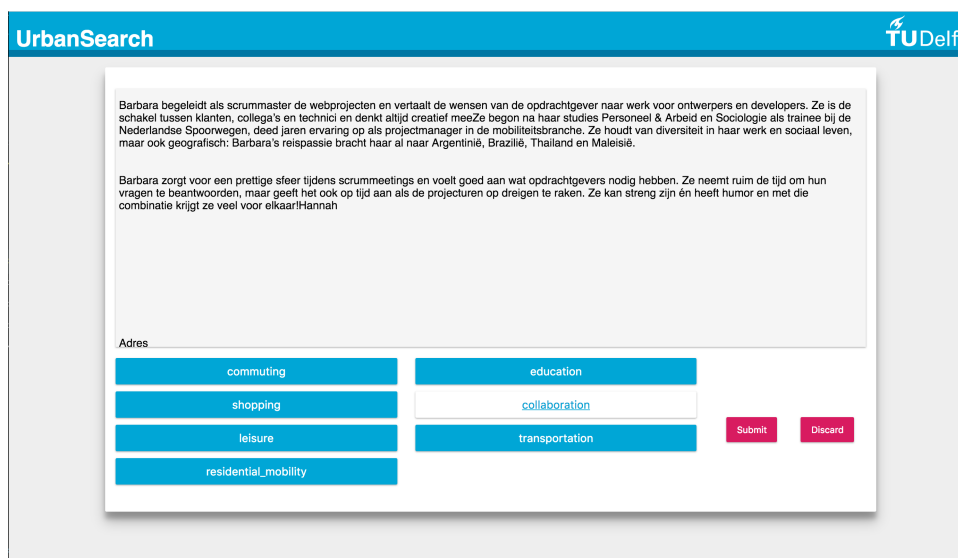 UrbanSearch
TU Delf
Barbara begeleidt als scrummaster de webprojecten en vertaalt de wensen van de opdrachtgever naar werk voor ontwerpers en developers. Ze is de
schakel tussen klanten, collega's en technici en denkt altijd creatief meeZe begon na haar studies Personeel & Arbeid en Sociologie als trainee bij de
Nederlandse Spoorwegen, deed jaren ervaring op als projectmanager in de mobiliteitsbranche. Ze houdt van diversiteit in haar werk en sociaal leven,
maar ook geografisch: Barbara's reispassie bracht haar al naar Argentinië, Brazilië, Thailand en Maleisië.
Barbara zorgt voor een prettige sfeer tijdens scrummeetings en voelt goed aan wat opdrachtgevers nodig hebben. Ze neemt ruim de tijd om hun
vragen te beantwoorden, maar geeft het ook op tijd aan als de projecturen op dreigen te raken. Ze kan streng zijn én heeft humor en met die
combinatie krijgt ze veel voor elkaar!Hannah
Adres
commuting
education
shopping
collaboration
leisure
transportation
residential_mobility
Submit
Discard